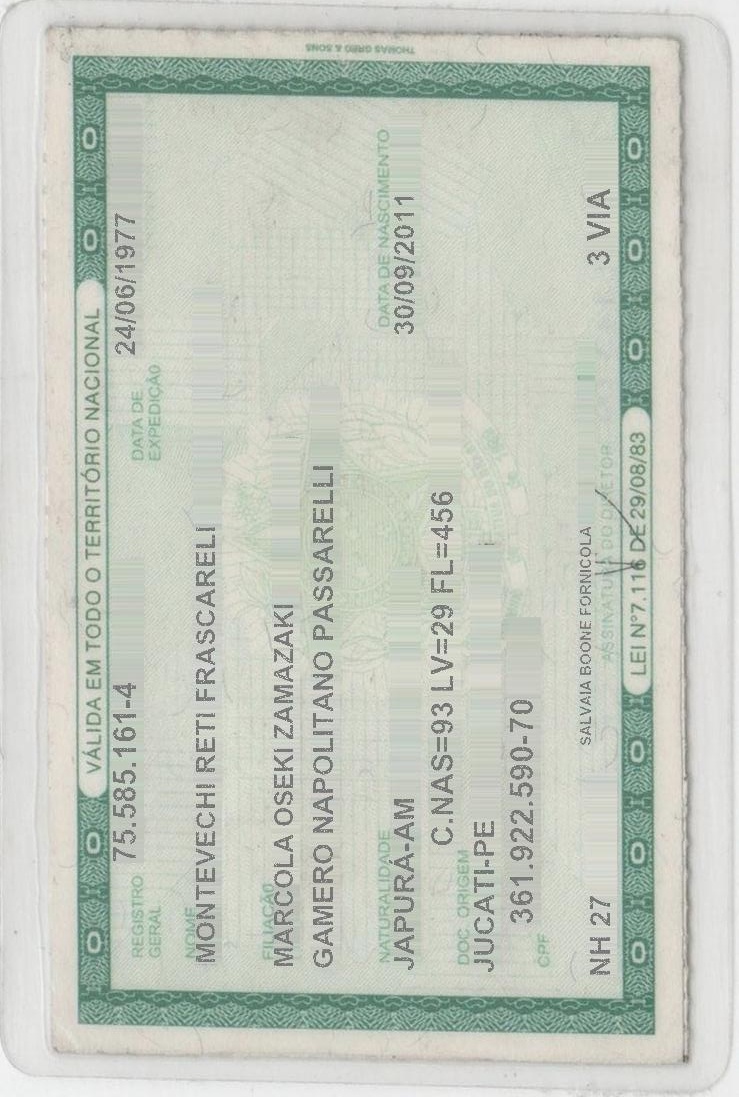 THOMAS GREG & SONS
VÁLIDA EM TODO O TERRITÓRIO NACIONAL
REGISTRO GERAL 75.585.161-4 DATA DE EXPEDIÇÃO 24/06/1977
NOME
MONTEVECHI RETI FRASCARELI
FILIAÇÃO
MARCOLA OSEKI ZAMAZAKI
GAMERO NAPOLITANO PASSARELLI
NATURALIDADE DATA DE NASCIMENTO
JAPURÁ-AM 30/09/2011
C.NAS=93 LV=29 FL=456
DOC. ORIGEM
JUCATI-PE
361.922.590-70
CPF
SALVAIA BOONE FORNICOLA
NH 27 3 VIA
ASSINATURA DO DIRETOR
LEI N°7.116 DE 29/08/83